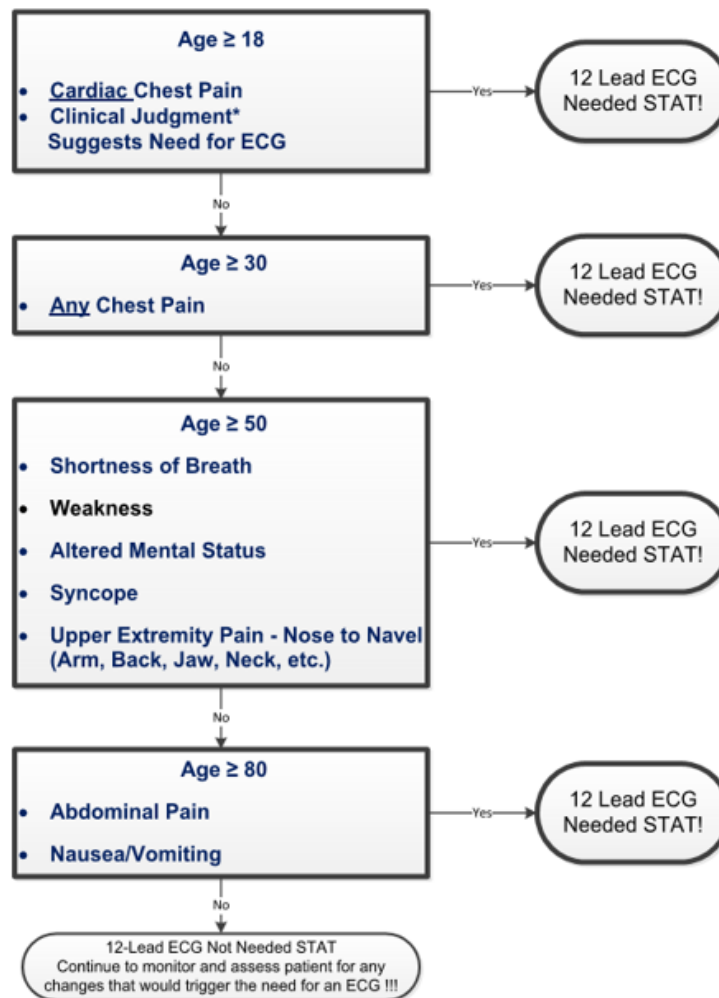 Age ≥ 18
• Cardiac Chest Pain
• Clinical Judgment*
Suggests Need for ECG
Yes
12 Lead ECG
Needed STAT!
No
Age ≥ 30
• Any Chest Pain
Yes
12 Lead ECG
Needed STAT!
No
Age ≥ 50
• Shortness of Breath
• Weakness
• Altered Mental Status
• Syncope
• Upper Extremity Pain - Nose to Navel
(Arm, Back, Jaw, Neck, etc.)
Yes
12 Lead ECG
Needed STAT!
No
Age ≥ 80
• Abdominal Pain
• Nausea/Vomiting
Yes
12 Lead ECG
Needed STAT!
No
12-Lead ECG Not Needed STAT
Continue to monitor and assess patient for any
changes that would trigger the need for an ECG !!!